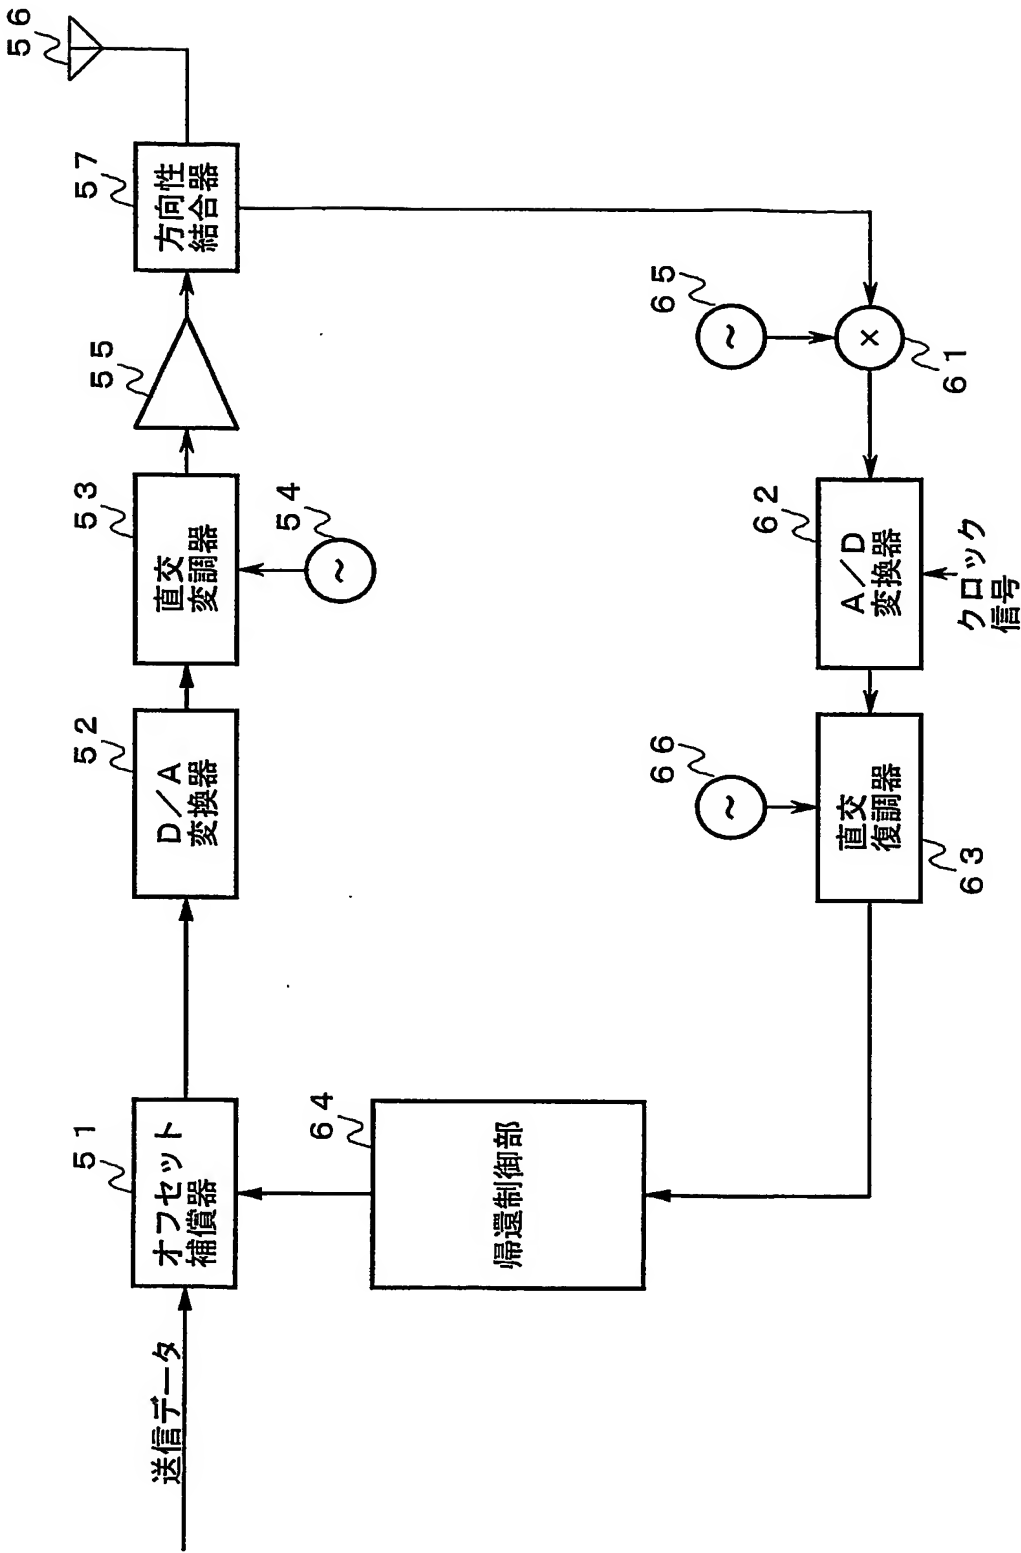 送信データ
51
オフセット
補償器
52
D/A
変換器
53
直交
変調器
54
~
55
57
方向性
結合器
56
64
帰還制御部
66
~
直交
復調器
63
62
A/D
変換器
クロック
信号
65
~
×
61